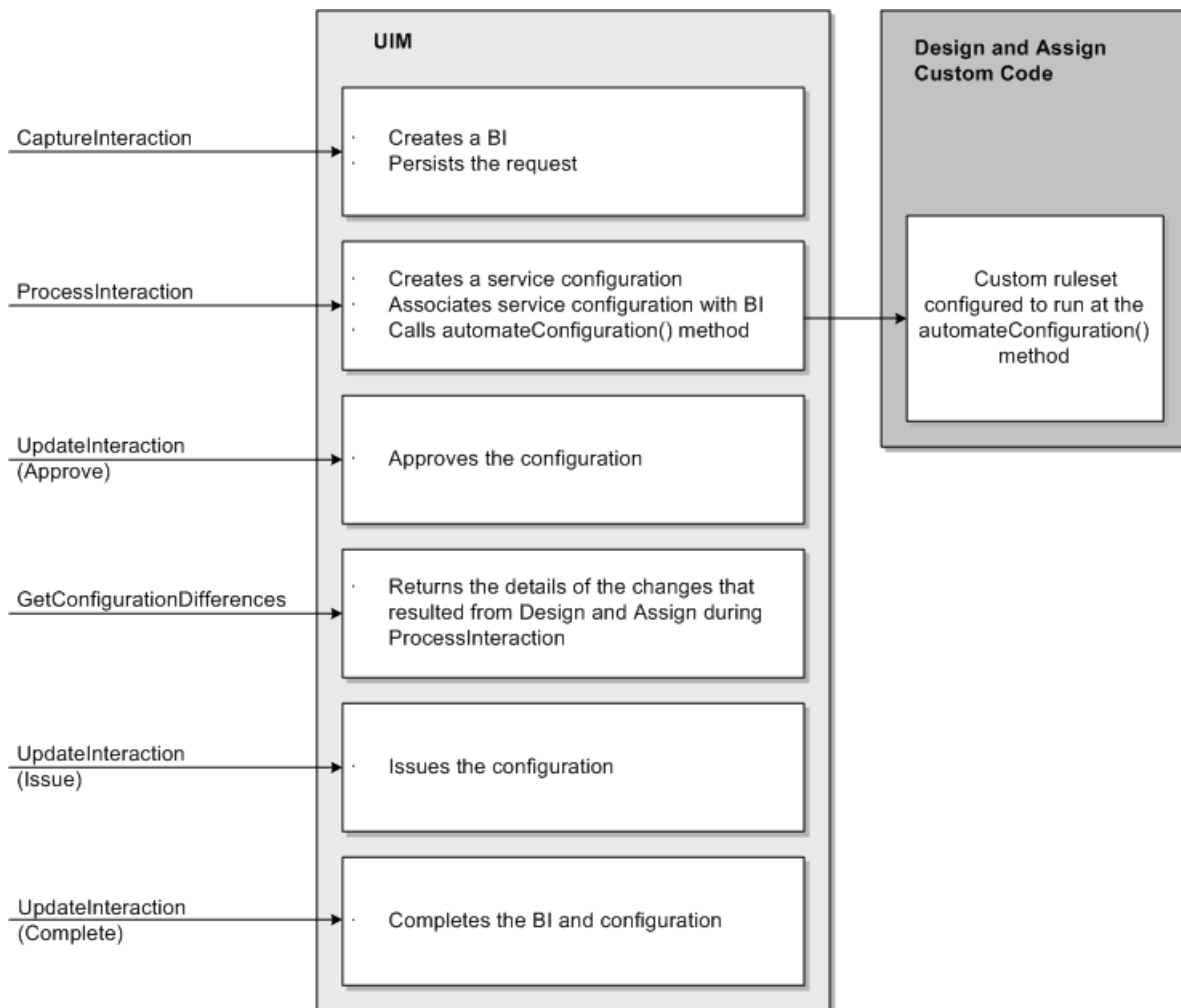 UIM
Design and Assign
Custom Code
CaptureInteraction
· Creates a BI
· Persists the request
ProcessInteraction
· Creates a service configuration
· Associates service configuration with BI
· Calls automateConfiguration() method
Custom ruleset
configured to run at the
automateConfiguration()
method
UpdateInteraction
(Approve)
· Approves the configuration
GetConfigurationDifferences
· Returns the details of the changes that
resulted from Design and Assign during
ProcessInteraction
UpdateInteraction
(Issue)
· Issues the configuration
UpdateInteraction
(Complete)
· Completes the BI and configuration